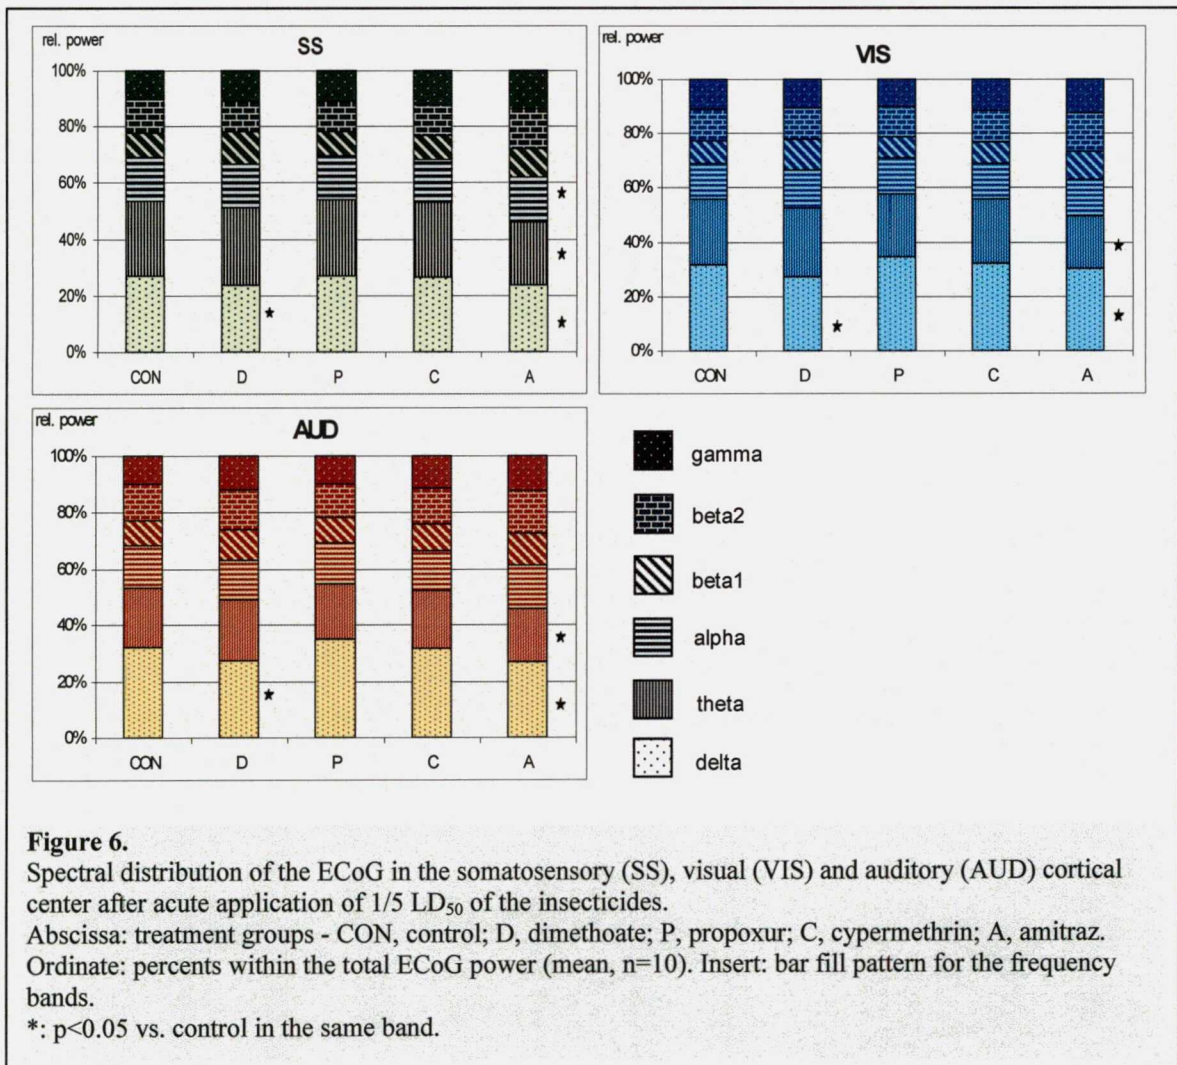 rel. power
SS
100%
80%
60%
40%
20%
0%
★
★
★
★
CON D P C A
rel. power
VIS
100%
80%
60%
40%
20%
0%
★
★
★
CON D P C A
rel. power
AUD
100%
80%
60%
40%
20%
0%
★
★
★
CON D P C A
gamma
beta2
beta1
alpha
theta
delta
Figure 6.
Spectral distribution of the ECoG in the somatosensory (SS), visual (VIS) and auditory (AUD) cortical
center after acute application of 1/5 LD₅₀ of the insecticides.
Abscissa: treatment groups - CON, control; D, dimethoate; P, propoxur; C, cypermethrin; A, amitraz.
Ordinate: percents within the total ECoG power (mean, n=10). Insert: bar fill pattern for the frequency
bands.
*: p<0.05 vs. control in the same band.